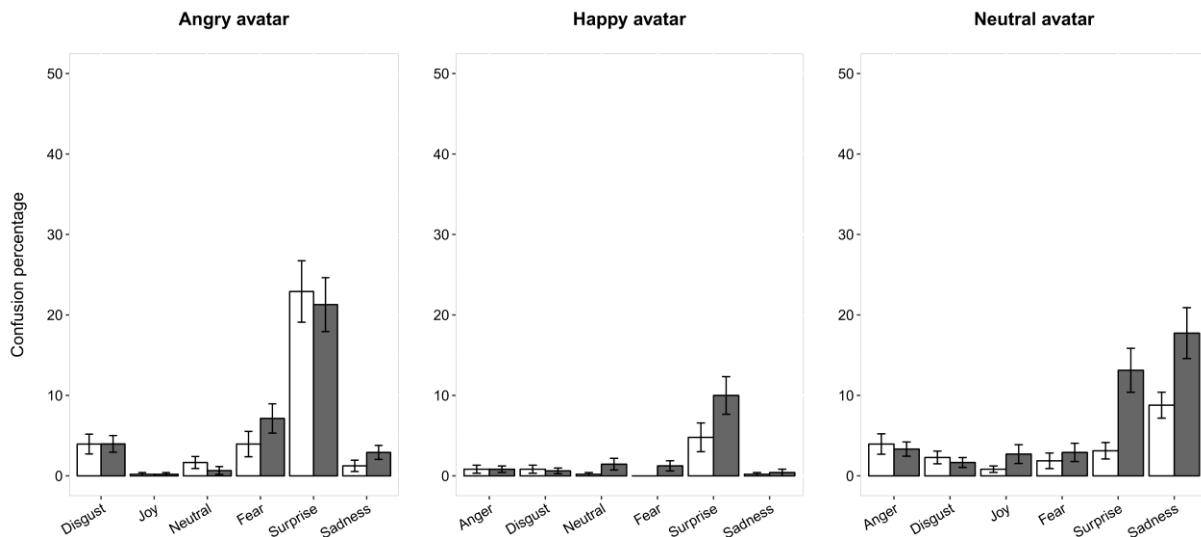 Angry avatar
Happy avatar
Neutral avatar
Confusion percentage
50
40
30
20
10
0
Disgust
Joy
Neutral
Fear
Surprise
Sadness
50
40
30
20
10
0
Anger
Disgust
Neutral
Fear
Surprise
Sadness
50
40
30
20
10
0
Anger
Disgust
Joy
Fear
Surprise
Sadness